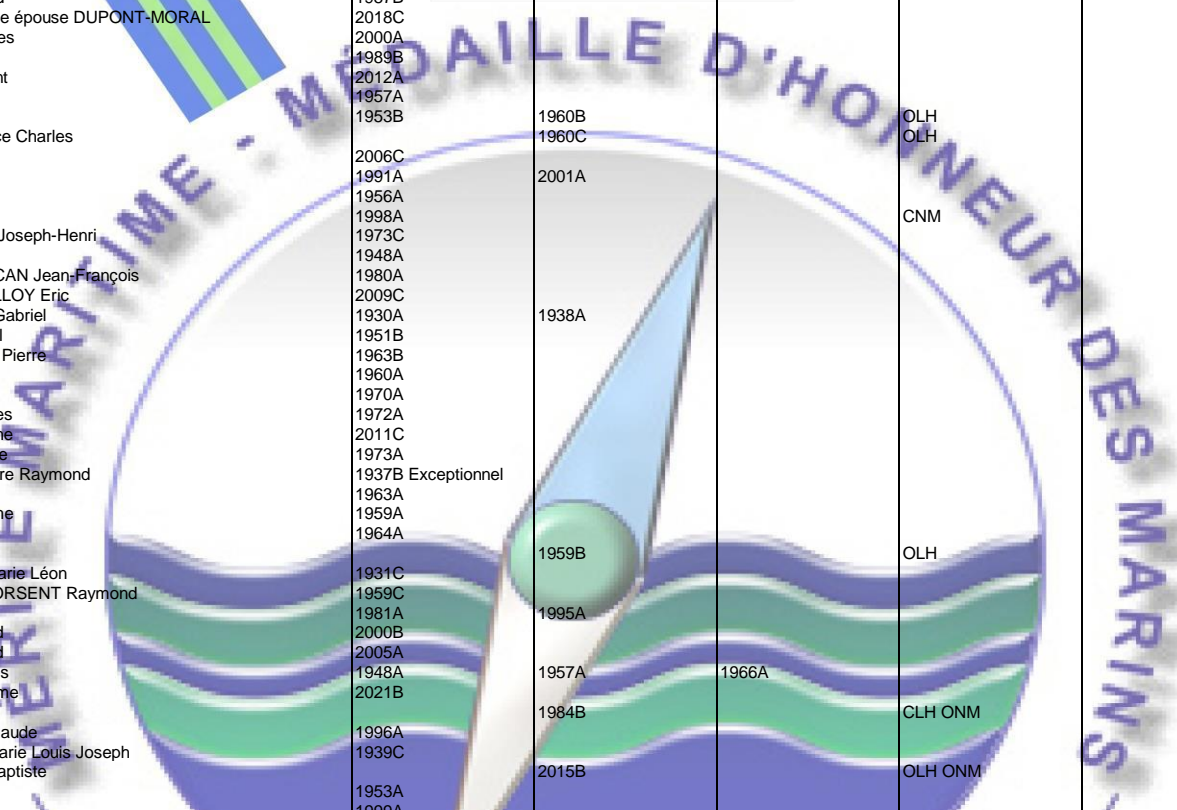 e épouse DUPONT-MORAL 2018C
es 2000A
1989B
nt 2012A
1957A
1953B 1960B OLH
ce Charles 1960C OLH
2006C
1991A 2001A
1956A
1998A CNM
Joseph-Henri 1973C
1948A
CAN Jean-François 1980A
LLOY Eric 2009C
Gabriel 1930A 1938A
l 1951B
Pierre 1963B
1960A
1970A
es 1972A
ne 2011C
e 1973A
re Raymond 1937B Exceptionnel
1963A
ne 1959A
1964A
1959B OLH
arie Léon 1931C
ORSENT Raymond 1959C
1981A 1995A
d 2000B
d 2005A
s 1948A 1957A 1966A
me 2021B
1984B CLH ONM
aude 1996A
arie Louis Joseph 1939C
aptiste 2015B OLH ONM
1953A
MÉRITE MARITIME - MÉDAILLE D'HONNEUR DES MARINS -